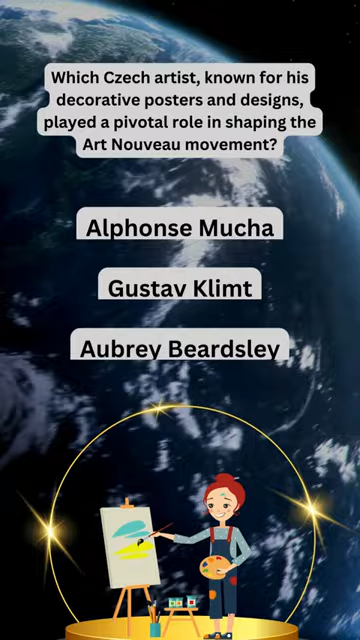 Which Czech artist, known for his
decorative posters and designs,
played a pivotal role in shaping the
Art Nouveau movement?
Alphonse Mucha
Gustav Klimt
Aubrey Beardsley